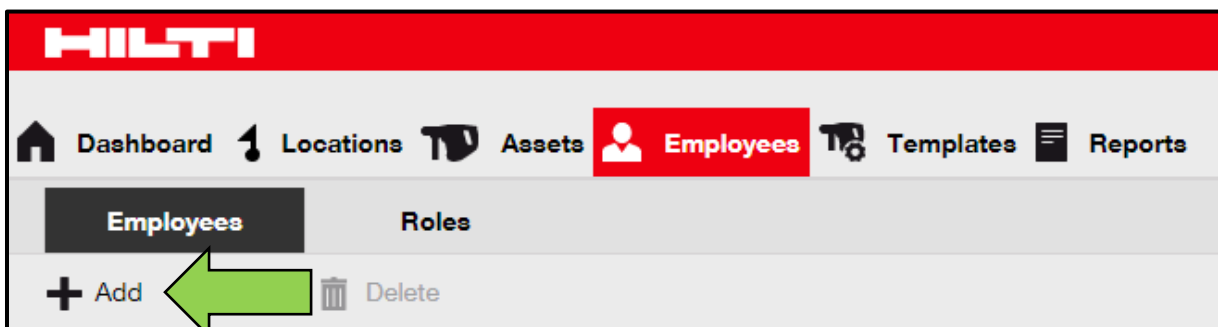 HILTI
Dashboard Locations Assets Employees Templates Reports
Employees Roles
Add Delete